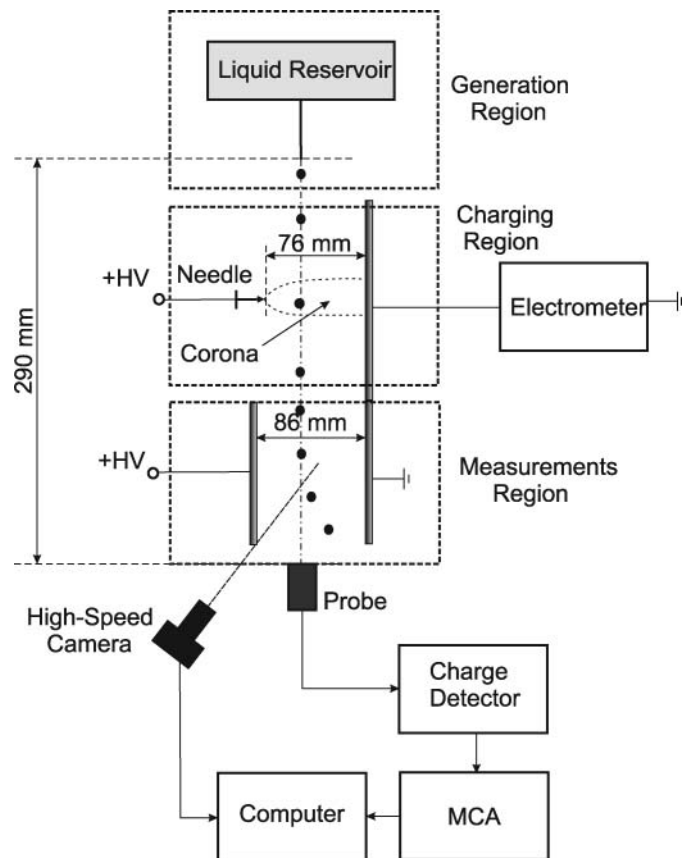 Liquid Reservoir
Generation
Region
Charging
Region
76 mm
+HV
Needle
Electrometer
Corona
290 mm
86 mm
+HV
Measurements
Region
Probe
High-Speed
Camera
Charge
Detector
Computer
MCA